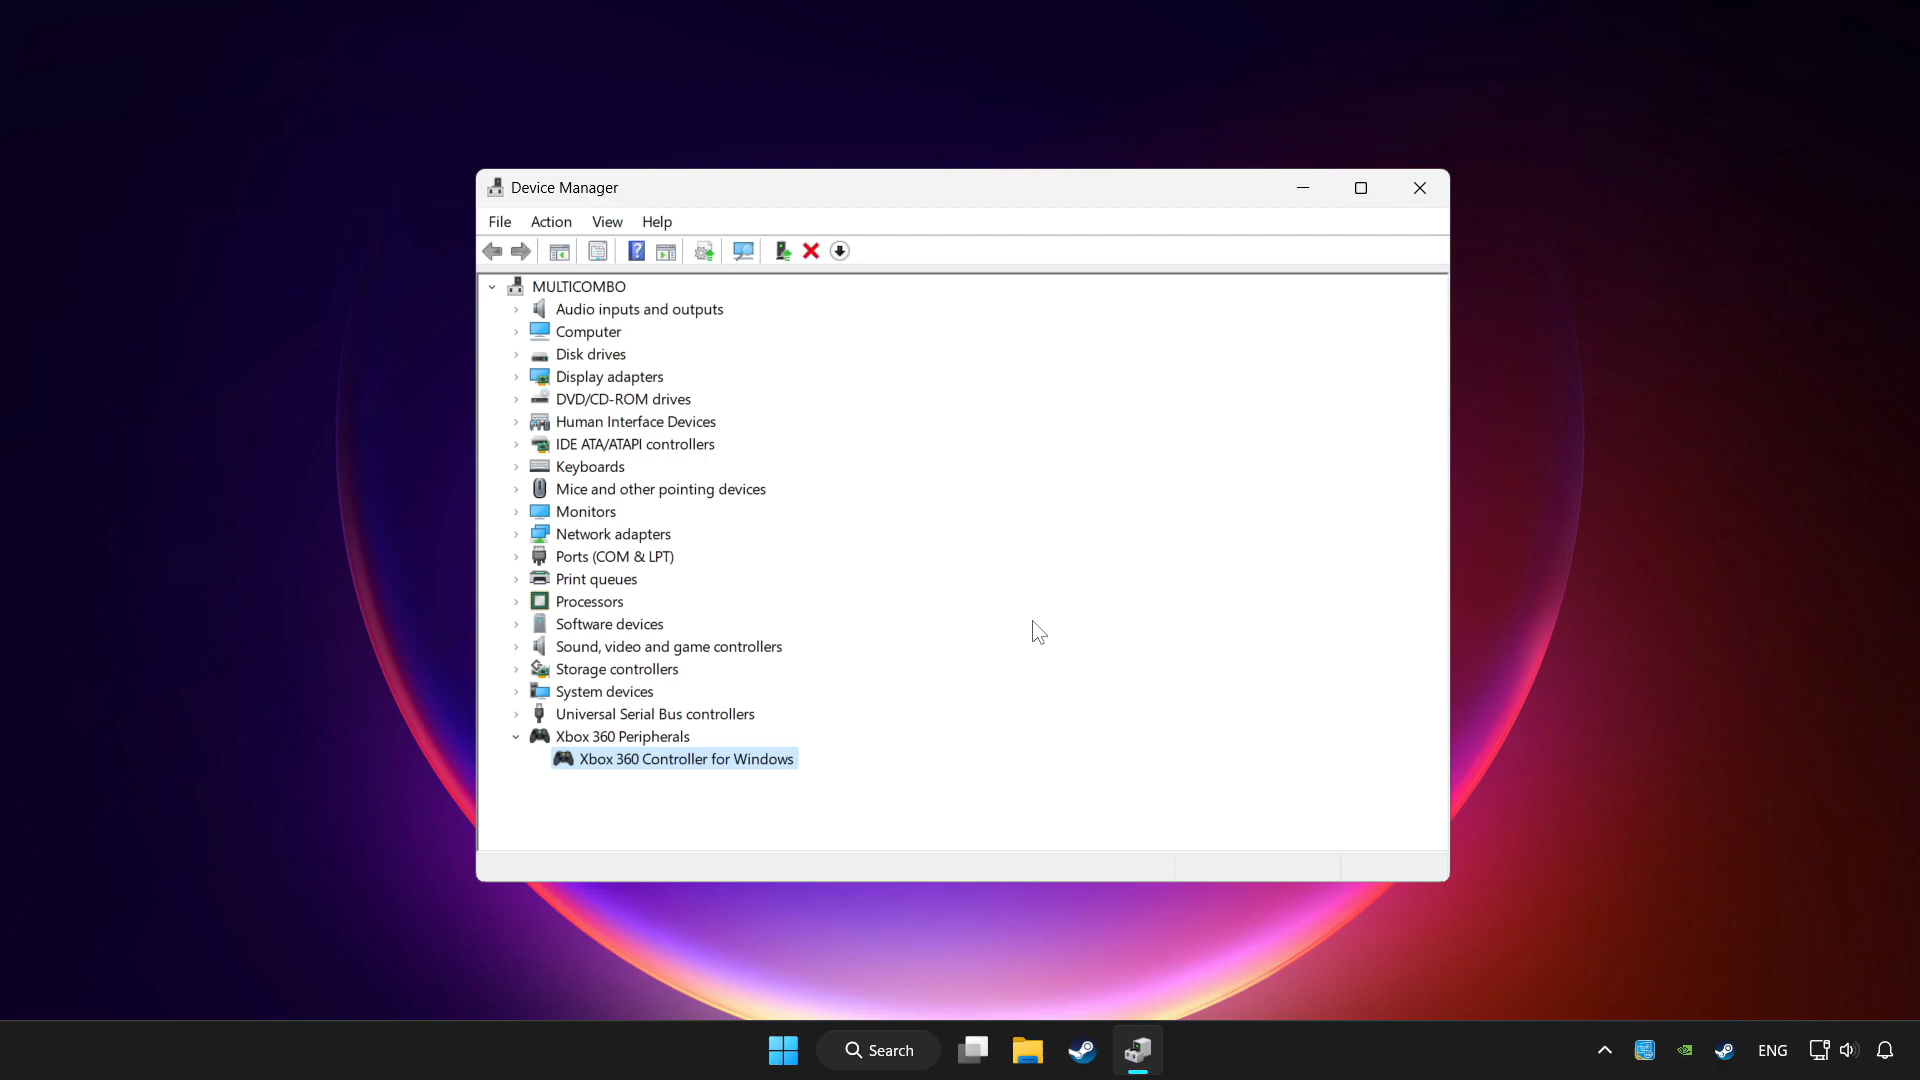 Device Manager
File Action View Help
MULTICOMBO
Audio inputs and outputs
Computer
Disk drives
Display adapters
DVD/CD-ROM drives
Human Interface Devices
IDE ATA/ATAPI controllers
Keyboards
Mice and other pointing devices
Monitors
Network adapters
Ports (COM & LPT)
Print queues
Processors
Software devices
Sound, video and game controllers
Storage controllers
System devices
Universal Serial Bus controllers
Xbox 360 Peripherals
Xbox 360 Controller for Windows
Search
ENG